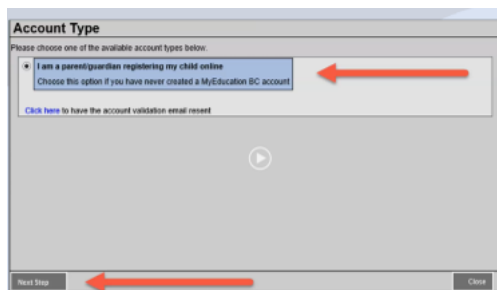 Account Type
Please choose one of the available account types below.
I am a parent/guardian registering my child online
Choose this option if you have never created a MyEducation BC account
Click here to have the account validation email resent
Next Step
Close